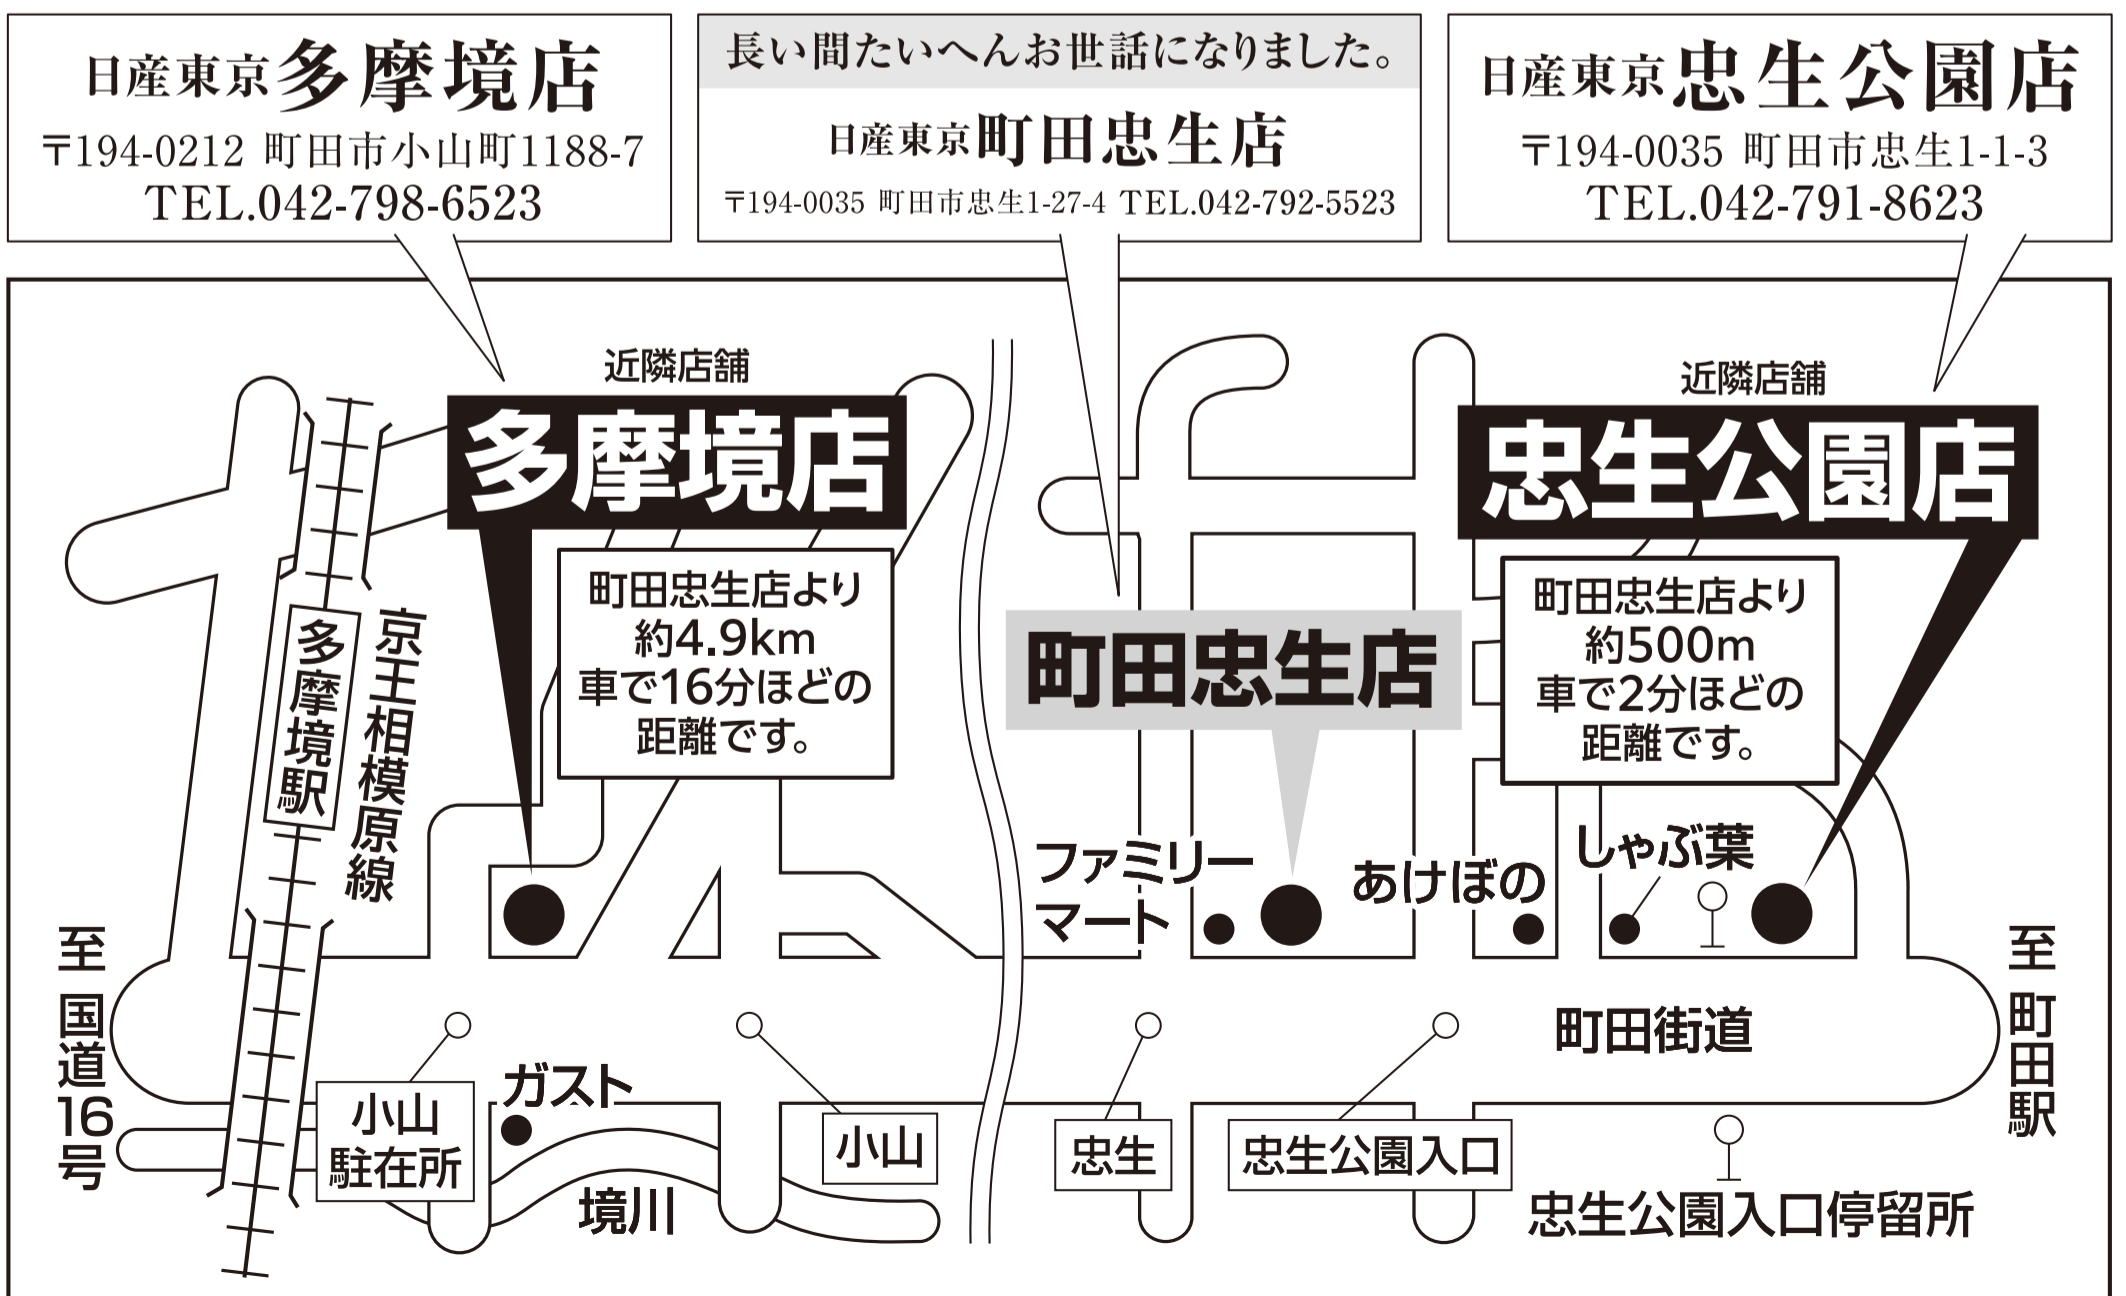 日産東京 多摩境店
〒194-0212 町田市小山町1188-7
TEL.042-798-6523
長い間たいへんお世話になりました。
日産東京 町田忠生店
〒194-0035 町田市忠生1-27-4 TEL.042-792-5523
日産東京 忠生公園店
〒194-0035 町田市忠生1-1-3
TEL.042-791-8623
近隣店舗
多摩境店
町田忠生店より
約4.9km
車で16分ほどの
距離です。
京王相模原線
多摩境駅
町田忠生店
近隣店舗
忠生公園店
町田忠生店より
約500m
車で2分ほどの
距離です。
ファミリー
マート
あけぼの
しゃぶ葉
至 国道16号
至 町田駅
町田街道
小山
駐在所
ガスト
小山
境川
忠生
忠生公園入口
忠生公園入口停留所